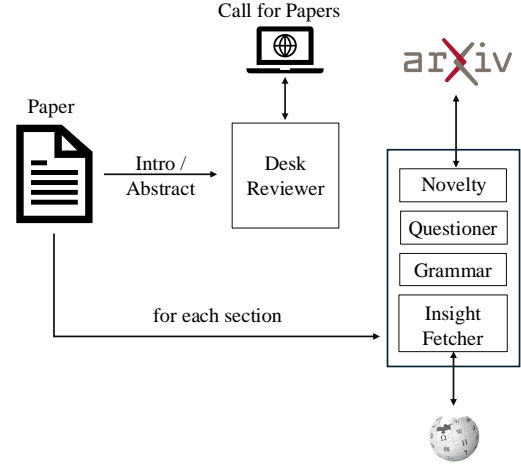 Call for Papers
arXiv
Paper
Intro /
Abstract
Desk
Reviewer
Novelty
Questioner
Grammar
Insight
Fetcher
for each section
Ω
W